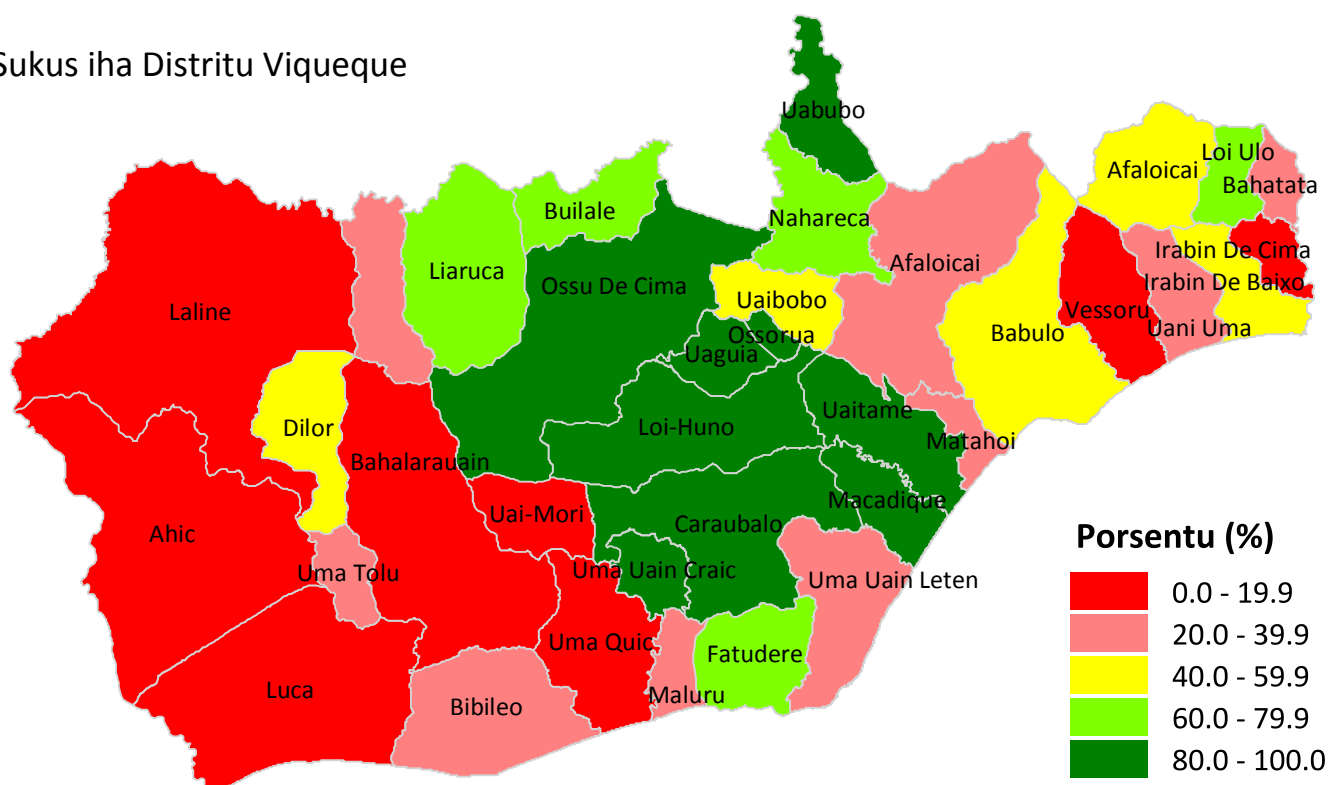 Sukus iha Distritu Viqueque
Uabubo
Loi Ulo
Afaloicai
Bahatata
Builale
Nahareca
Irabin De Cima
Afaloicai
Liaruca
Irabin De Baixo
Ossu De Cima
Uaibobo
Laline
Vessoru
Uani Uma
Babulo
Ossorua
Uaguia
Uaitame
Loi-Huno
Dilor
Matahoi
Bahalarauain
Macadique
Uai-Mori
Caraubalo
Ahic
Uma Uain Craic
Uma Tolu
Uma Uain Leten
Uma Quic
Fatudere
Luca
Maluru
Bibileo
Porsentu (%)
0.0 - 19.9
20.0 - 39.9
40.0 - 59.9
60.0 - 79.9
80.0 - 100.0